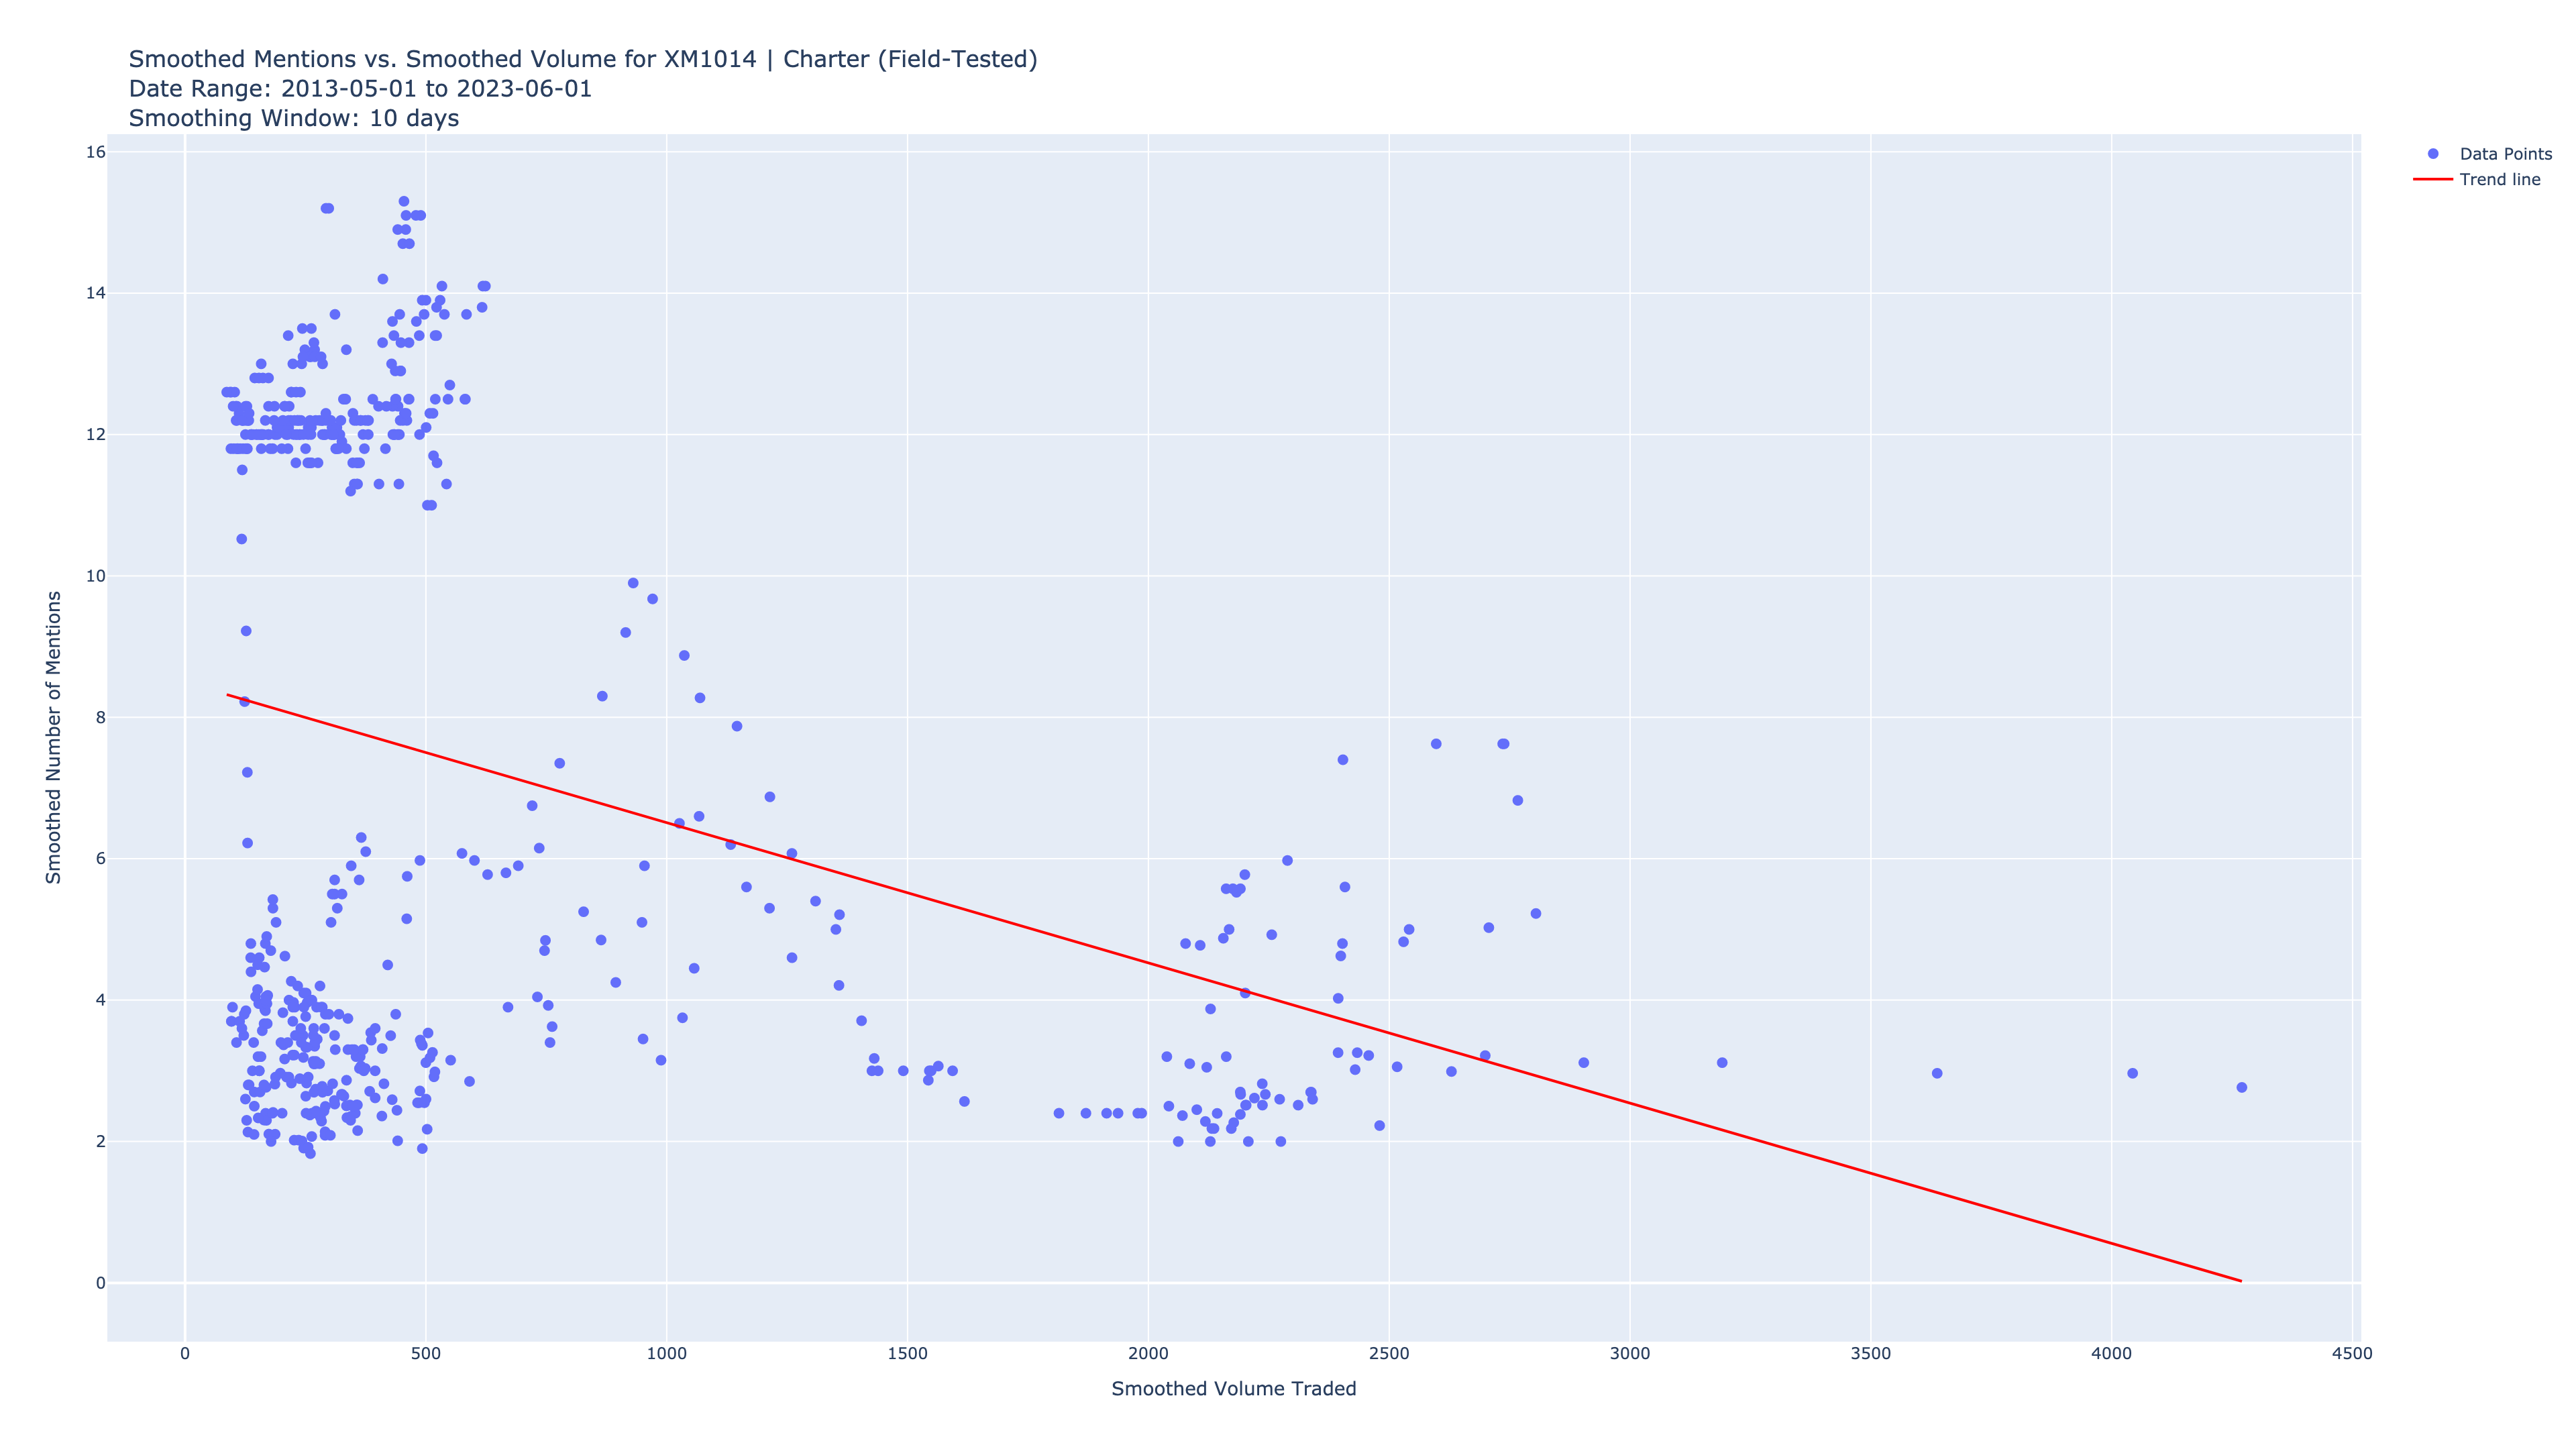 Smoothed Mentions vs. Smoothed Volume for XM1014 | Charter (Field-Tested)
Date Range: 2013-05-01 to 2023-06-01
Smoothing Window: 10 days
Data Points
Trend line
16
14
12
10
8
6
4
2
0
Smoothed Number of Mentions
0
500
1000
1500
2000
2500
3000
3500
4000
4500
Smoothed Volume Traded